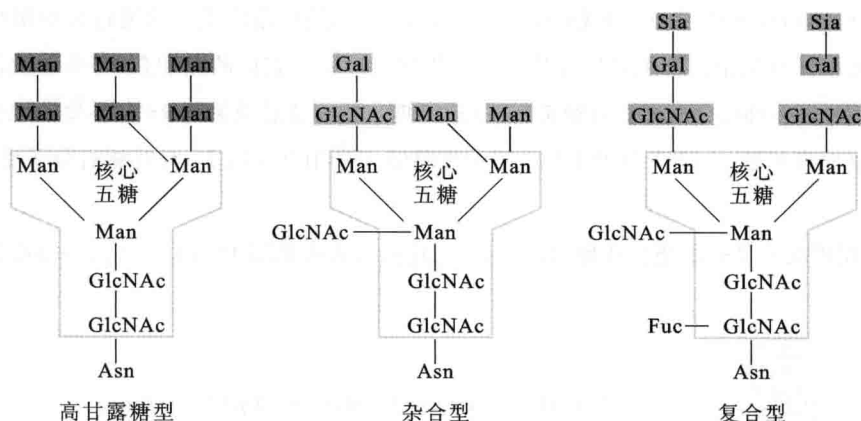 Sia Sia
Man Man Man Gal Gal Gal
Man Man Man GlcNAc Man Man GlcNAc GlcNAc
Man 核心 Man Man 核心 Man Man 核心 Man
五糖 五糖 五糖
Man GlcNAc Man GlcNAc Man
GlcNAc GlcNAc GlcNAc
GlcNAc GlcNAc Fuc GlcNAc
Asn Asn Asn
高甘露糖型 杂合型 复合型